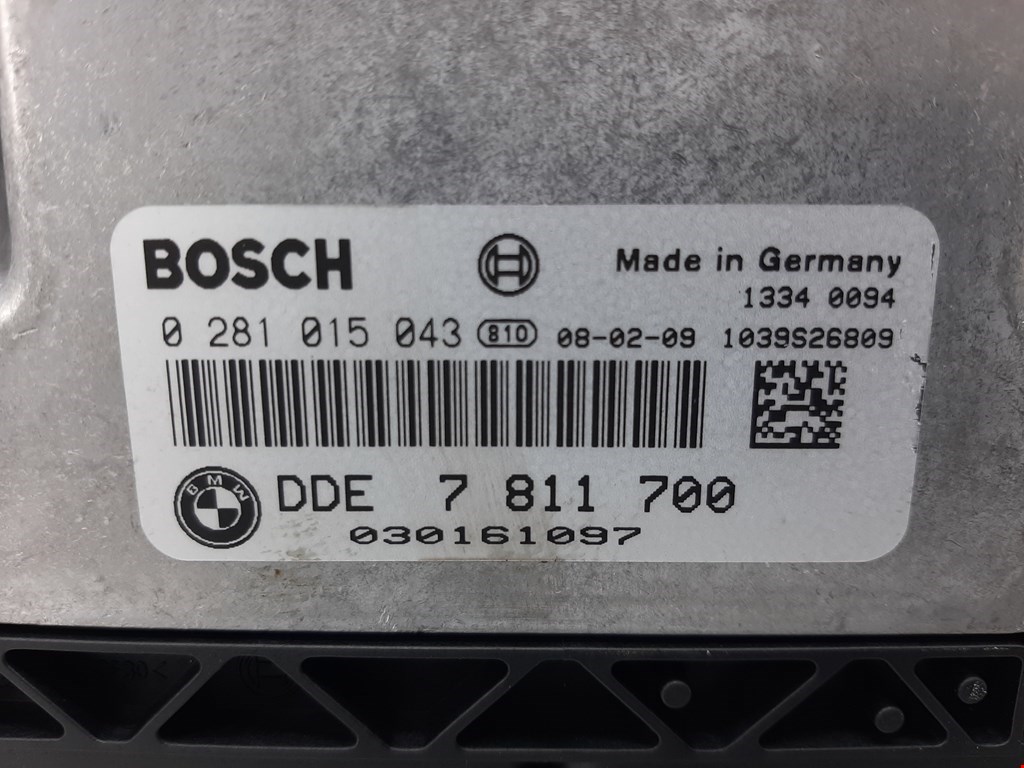 BOSCH
Made in Germany
1334 0094
0 281 015 043 810 08-02-09 1039S26809
BMW
DDE 7 811 700
030161097